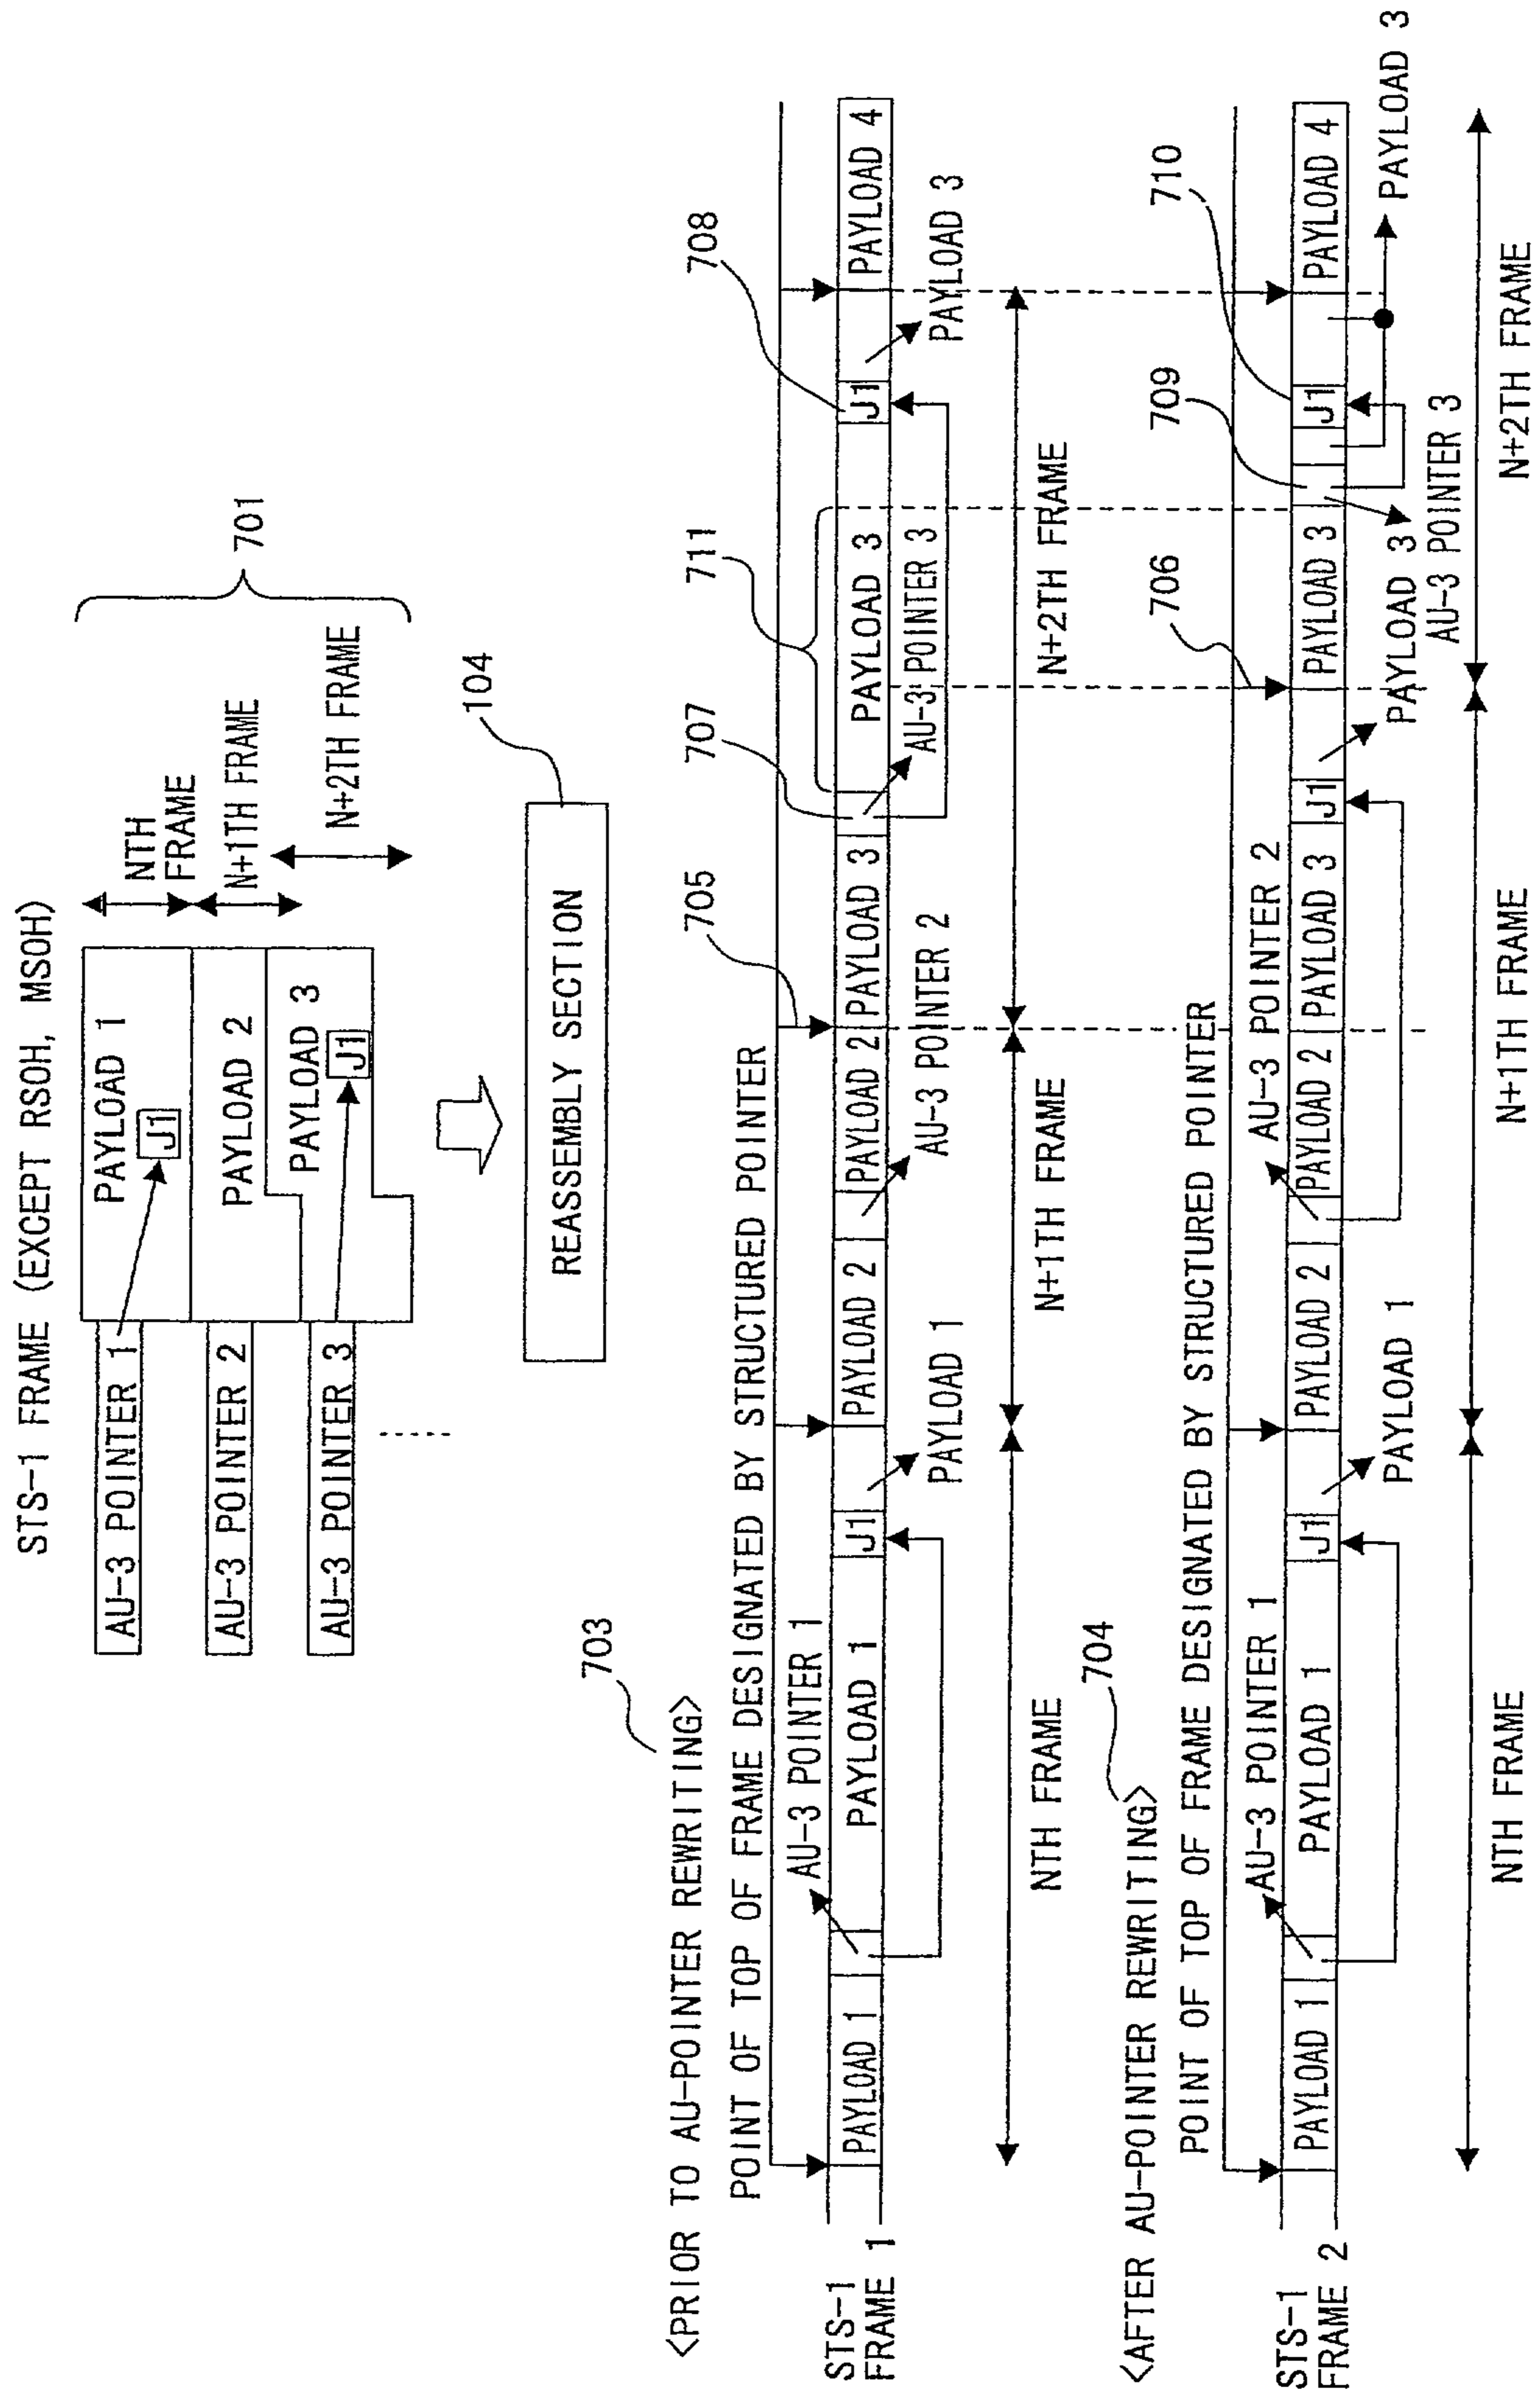 STS-1 FRAME (EXCEPT RSOH, MSOH)
AU-3 POINTER 1
PAYLOAD 1
J1
NTH
FRAME
AU-3 POINTER 2
PAYLOAD 2
N+1TH FRAME
701
AU-3 POINTER 3
PAYLOAD 3
J1
N+2TH FRAME
REASSEMBLY SECTION
104
<PRIOR TO AU-POINTER REWRITING>
703
POINT OF TOP OF FRAME DESIGNATED BY STRUCTURED POINTER
705
707
711
708
AU-3 POINTER 1
STS-1
FRAME 1
PAYLOAD 1
PAYLOAD 1
J1
PAYLOAD 2
PAYLOAD 2
PAYLOAD 3
PAYLOAD 3
J1
PAYLOAD 4
PAYLOAD 1
AU-3 POINTER 2
AU-3 POINTER 3
PAYLOAD 3
NTH FRAME
N+1TH FRAME
N+2TH FRAME
<AFTER AU-POINTER REWRITING>
704
POINT OF TOP OF FRAME DESIGNATED BY STRUCTURED POINTER
706
709
710
AU-3 POINTER 1
AU-3 POINTER 2
STS-1
FRAME 2
PAYLOAD 1
PAYLOAD 1
J1
PAYLOAD 2
PAYLOAD 2
PAYLOAD 3
J1
PAYLOAD 3
J1
PAYLOAD 4
PAYLOAD 1
PAYLOAD 3
AU-3 POINTER 3
PAYLOAD 3
NTH FRAME
N+1TH FRAME
N+2TH FRAME